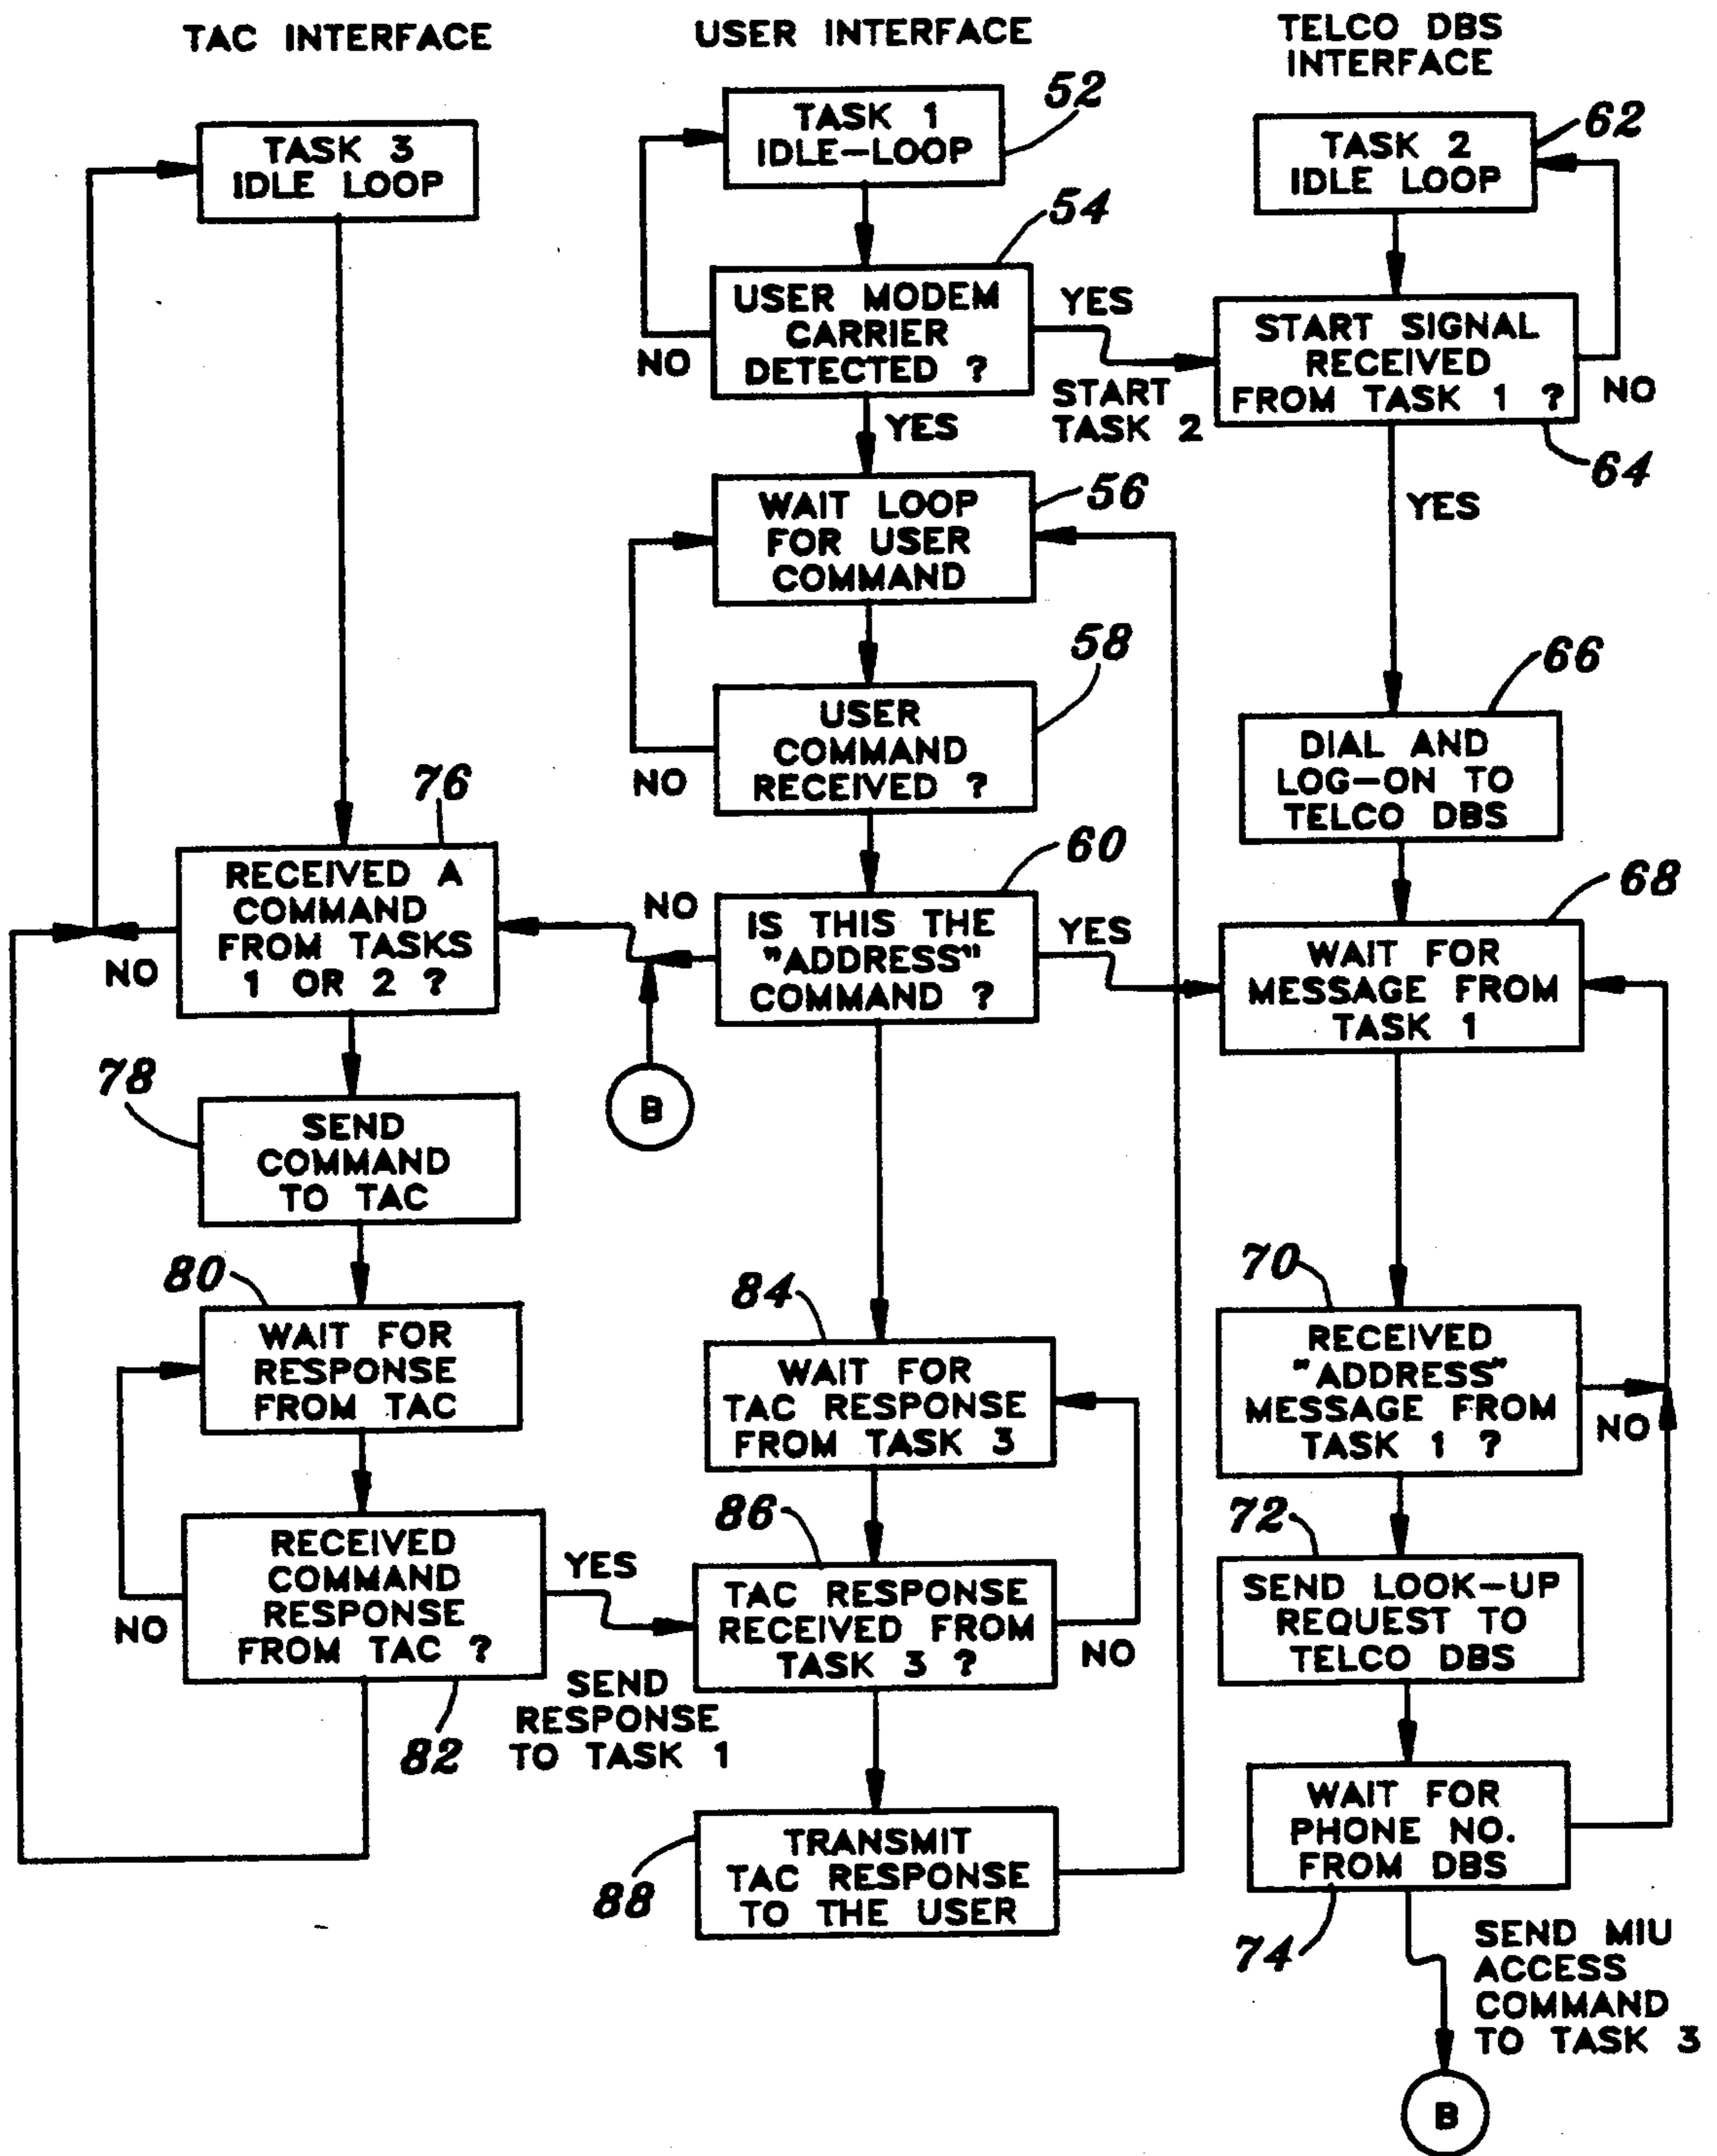 TAC INTERFACE
USER INTERFACE
TELCO DBS
INTERFACE
TASK 3
IDLE LOOP
TASK 1
IDLE-LOOP
52
TASK 2
IDLE LOOP
62
54
USER MODEM
CARRIER
DETECTED ?
NO
YES
START
TASK 2
YES
START SIGNAL
RECEIVED
FROM TASK 1 ?
NO
64
YES
WAIT LOOP
FOR USER
COMMAND
56
58
USER
COMMAND
RECEIVED ?
NO
66
DIAL AND
LOG-ON TO
TELCO DBS
76
RECEIVED A
COMMAND
FROM TASKS
1 OR 2 ?
NO
60
IS THIS THE
"ADDRESS"
COMMAND ?
NO
YES
B
68
WAIT FOR
MESSAGE FROM
TASK 1
78
SEND
COMMAND
TO TAC
80
WAIT FOR
RESPONSE
FROM TAC
84
WAIT FOR
TAC RESPONSE
FROM TASK 3
70
RECEIVED
"ADDRESS"
MESSAGE FROM
TASK 1 ?
NO
RECEIVED
COMMAND
RESPONSE
FROM TAC ?
NO
YES
SEND
RESPONSE
TO TASK 1
82
86
TAC RESPONSE
RECEIVED FROM
TASK 3 ?
NO
72
SEND LOOK-UP
REQUEST TO
TELCO DBS
TRANSMIT
TAC RESPONSE
TO THE USER
88
WAIT FOR
PHONE NO.
FROM DBS
74
SEND MIU
ACCESS
COMMAND
TO TASK 3
B